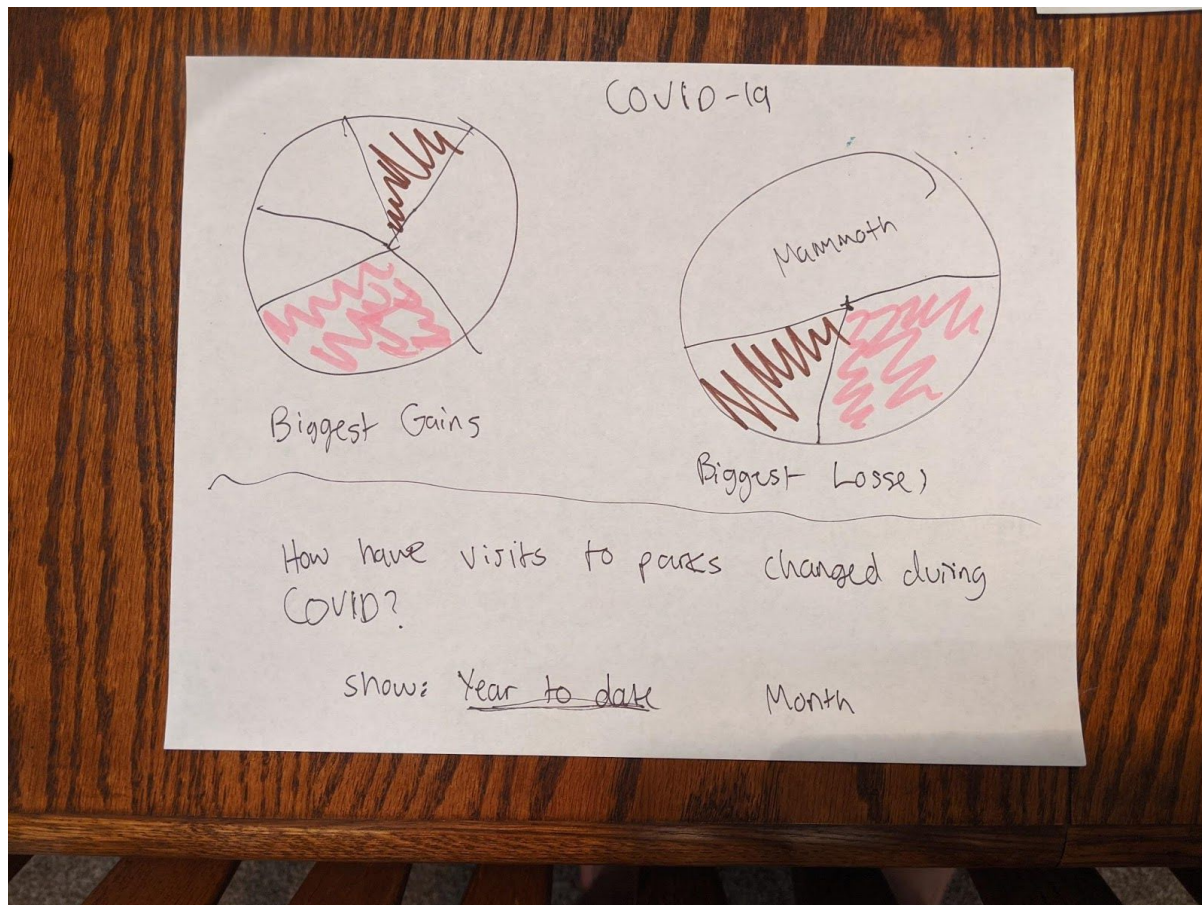 COVID-19
Mammoth
Biggest Gains
Biggest Losses
How have visits to parks changed during
COVID?
show: Year to date Month